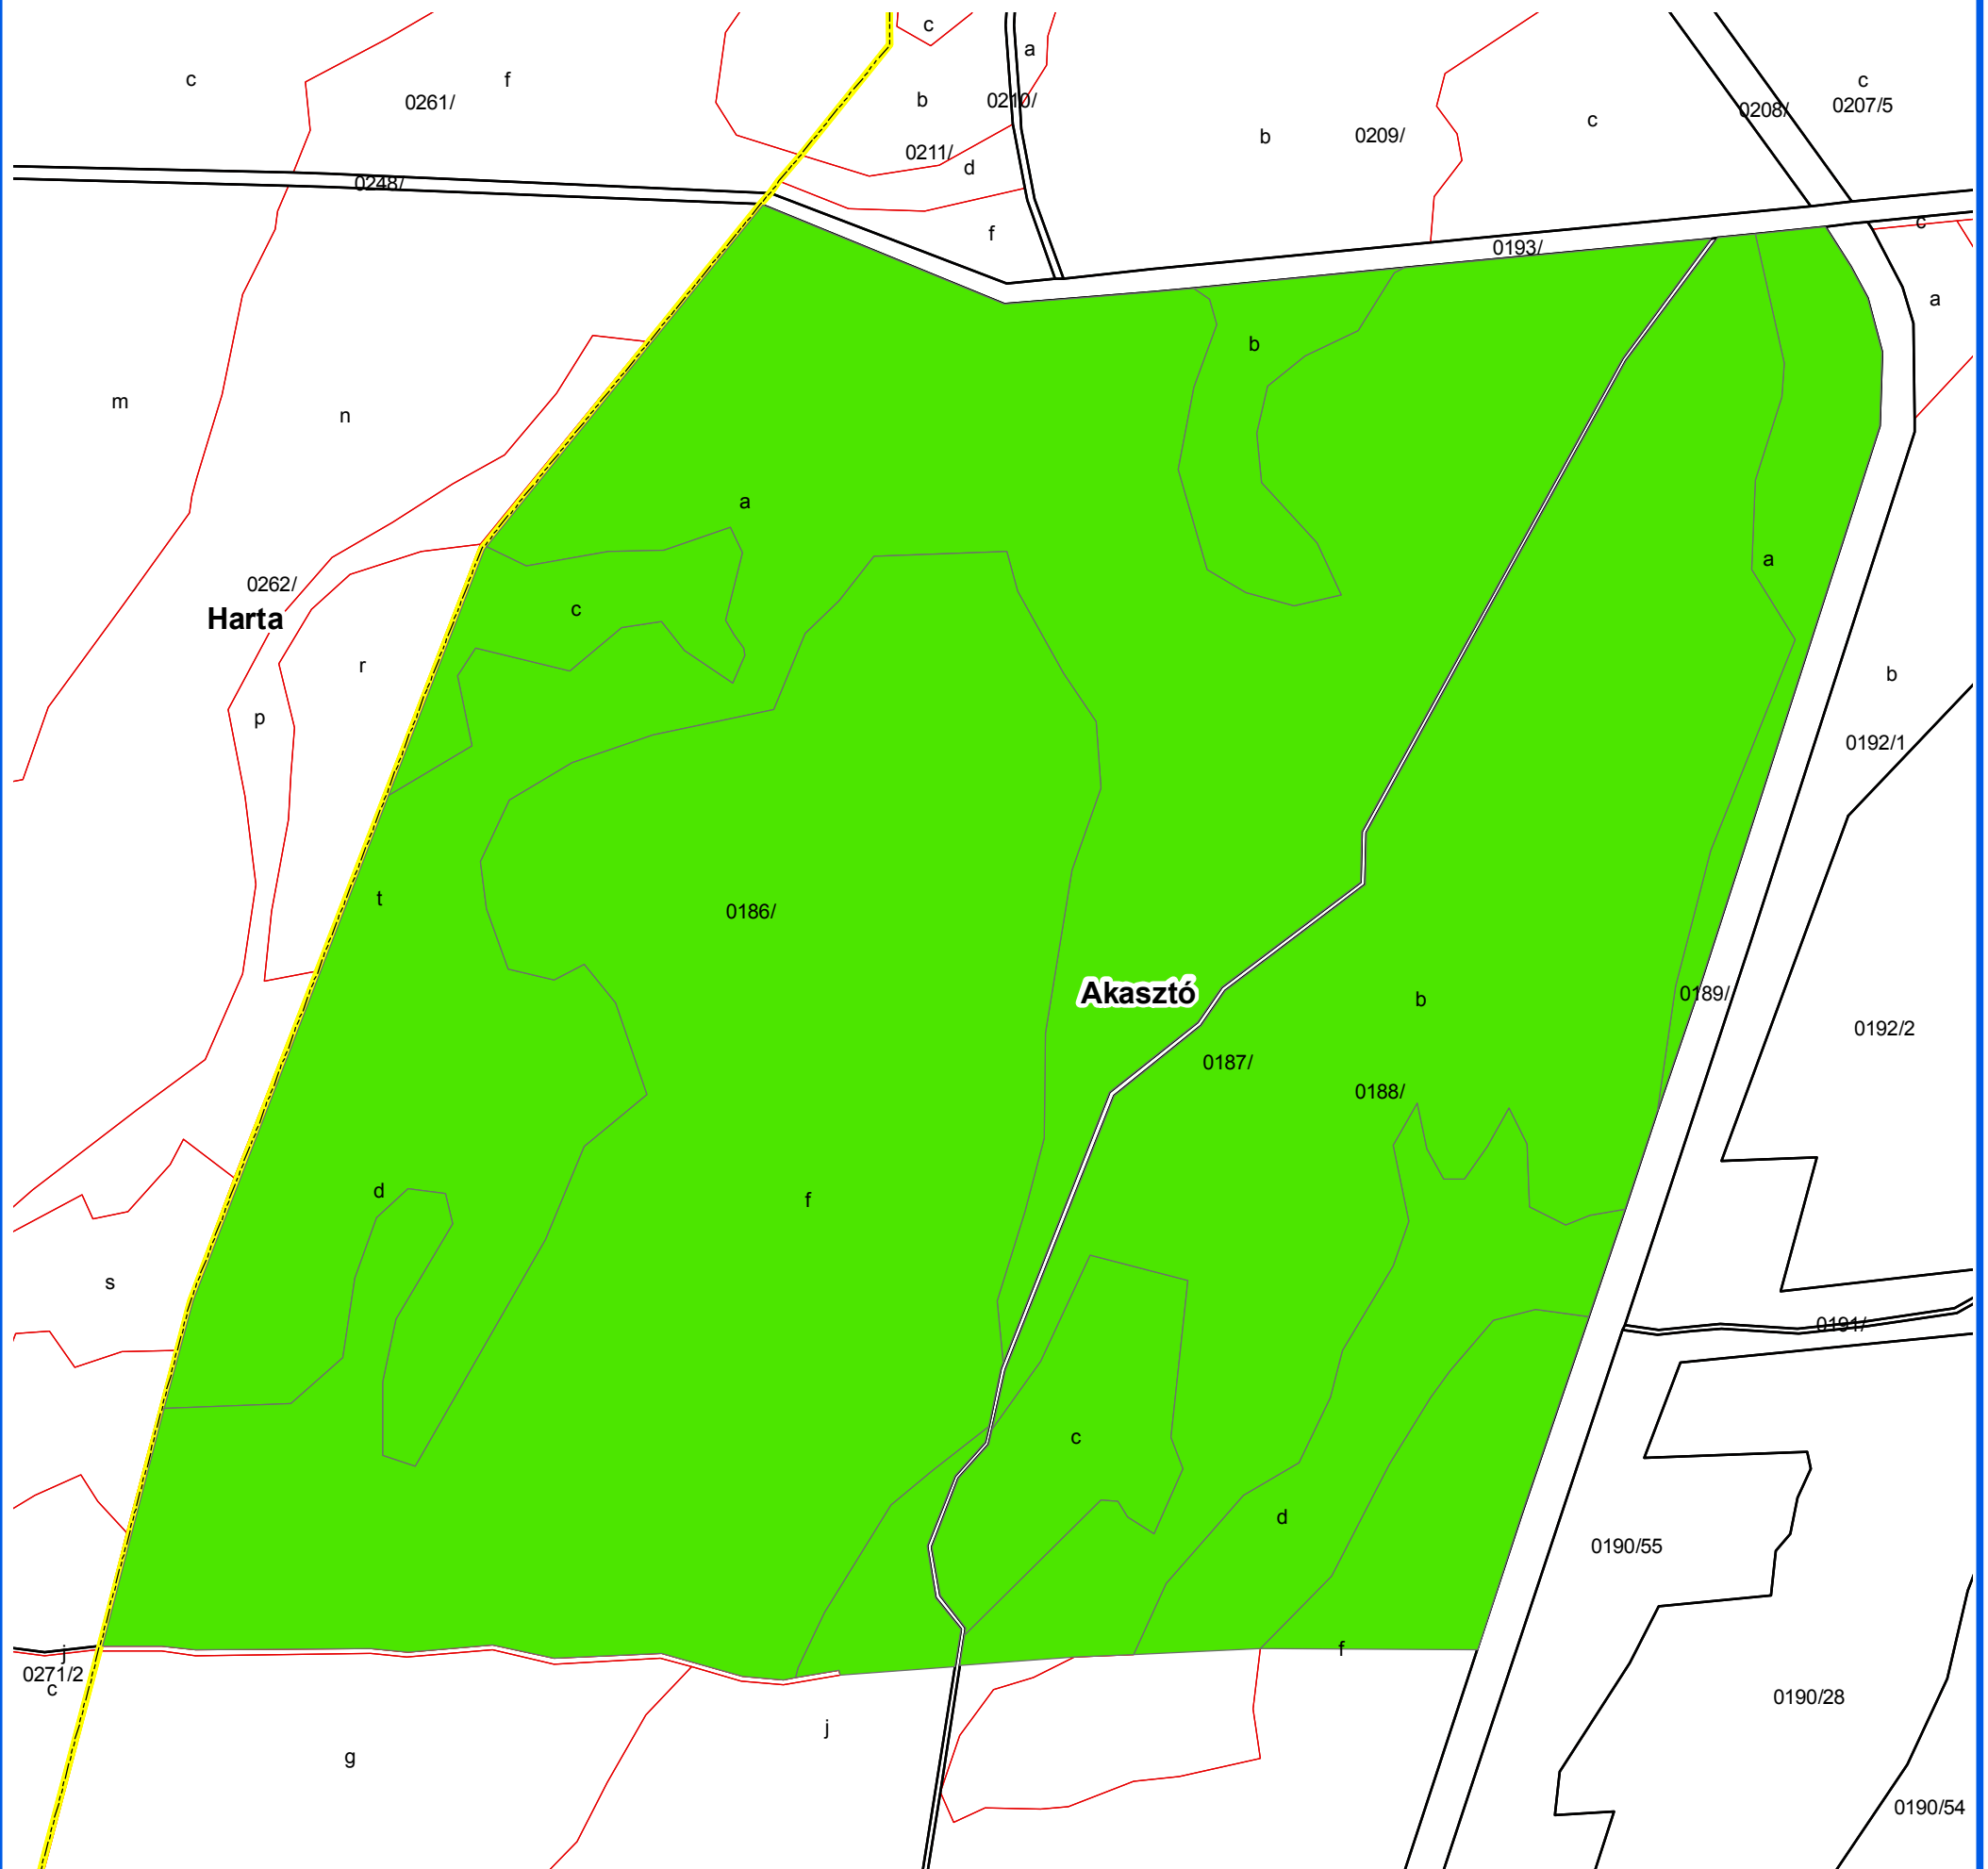 c
a
c
f
0261/
b
0210/
c
0207/5
0208/
b
0209/
c
0211/
d
0248/
f
0193/
c
a
b
m
n
a
a
0262/
c
Harta
r
b
p
0192/1
t
0186/
Akasztó
b
0189/
0192/2
0187/
0188/
d
f
s
0191/
c
d
0190/55
j
f
0271/2
c
0190/28
j
g
0190/54